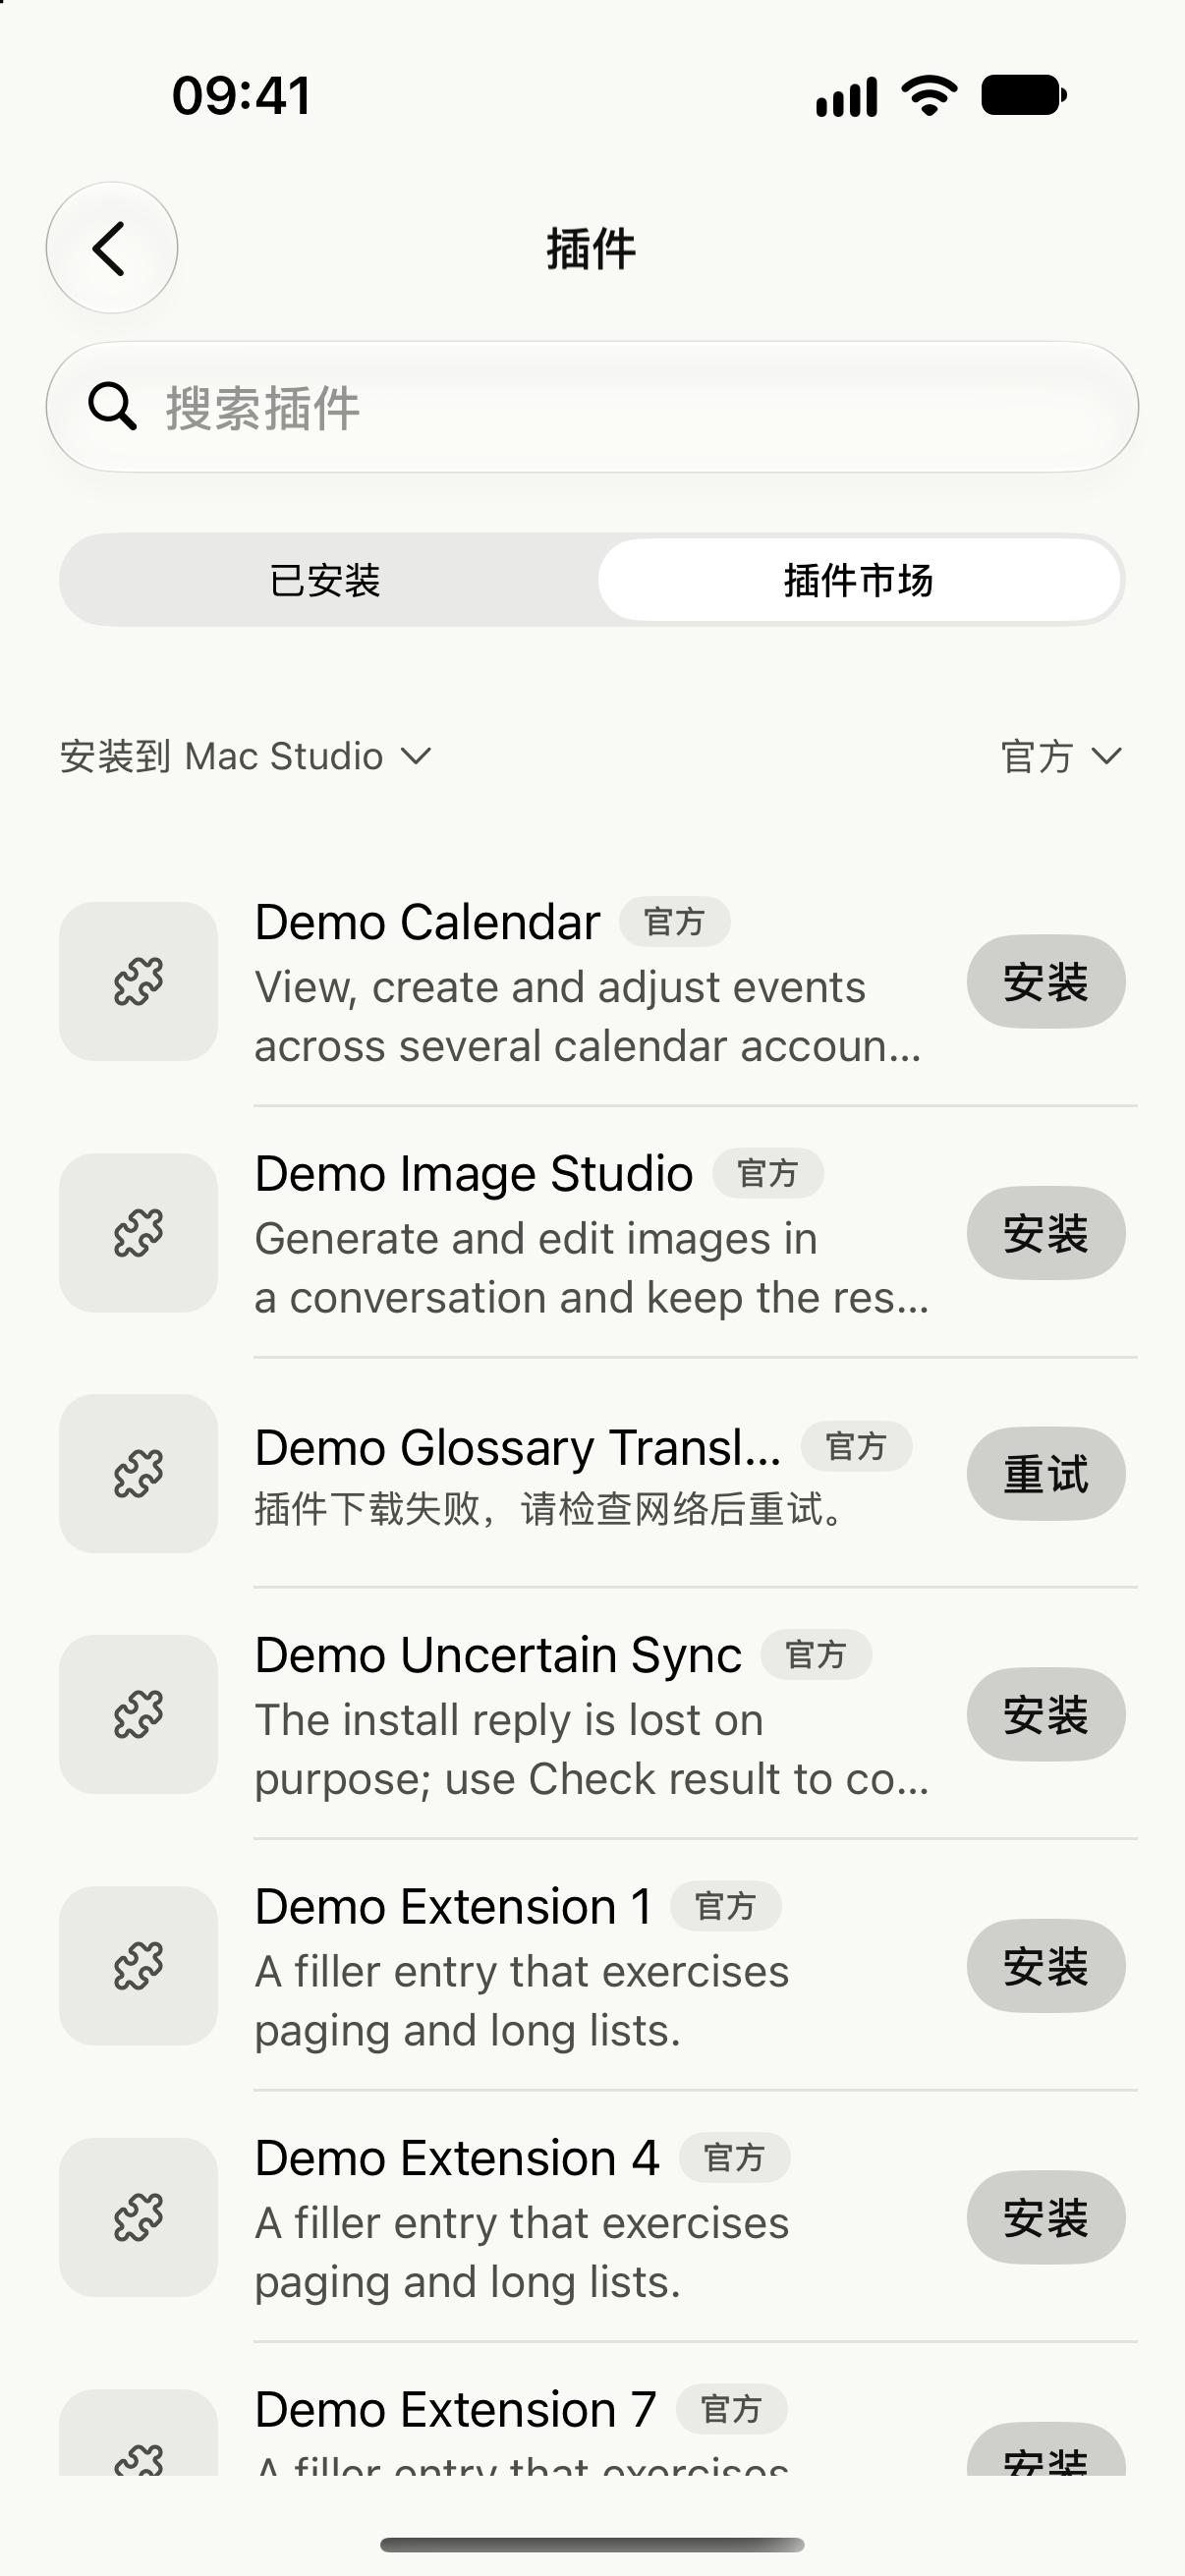 09:41
插件
搜索插件
已安装
插件市场
安装到 Mac Studio
官方
Demo Calendar 官方
View, create and adjust events
across several calendar accoun...
安装
Demo Image Studio 官方
Generate and edit images in
a conversation and keep the res...
安装
Demo Glossary Transl... 官方
插件下载失败，请检查网络后重试。
重试
Demo Uncertain Sync 官方
The install reply is lost on
purpose; use Check result to co...
安装
Demo Extension 1 官方
A filler entry that exercises
paging and long lists.
安装
Demo Extension 4 官方
A filler entry that exercises
paging and long lists.
安装
Demo Extension 7 官方
A filler entry that exercises
安装